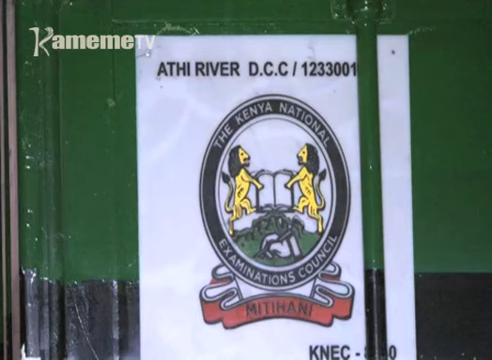 Kameme TV
ATHI RIVER D.C.C / 1233001
THE KENYA NATIONAL
EXAMINATIONS COUNCIL
MITIHANI
KNEC -